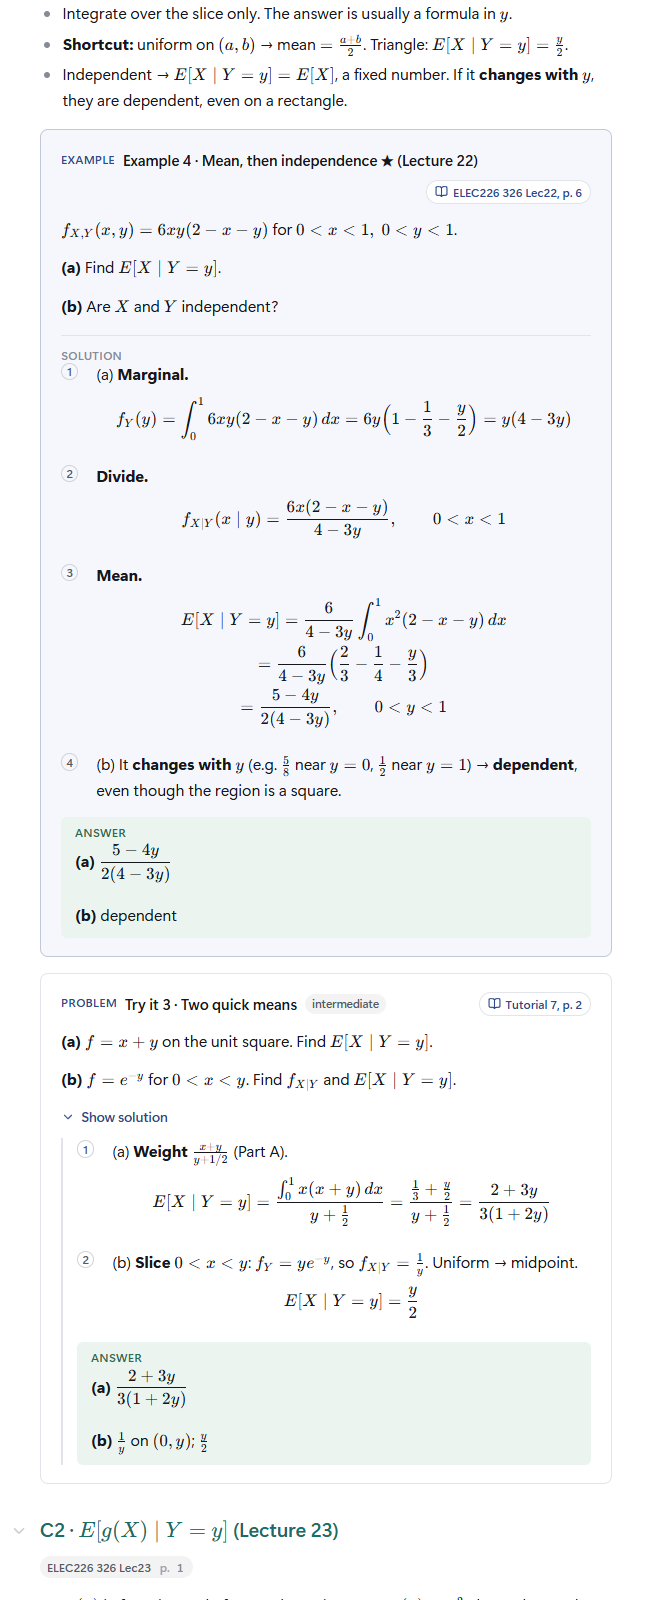 • Integrate over the slice only. The answer is usually a formula in y.
• Shortcut: uniform on (a, b) → mean = (a+b)/2. Triangle: E[X | Y = y] = y/2.
• Independent → E[X | Y = y] = E[X], a fixed number. If it changes with y,
they are dependent, even on a rectangle.
EXAMPLE Example 4 · Mean, then independence ★ (Lecture 22)
ELEC226 326 Lec22, p. 6
f_{X,Y}(x, y) = 6xy(2 − x − y) for 0 < x < 1, 0 < y < 1.
(a) Find E[X | Y = y].
(b) Are X and Y independent?
SOLUTION
1 (a) Marginal.
f_Y(y) = ∫_0^1 6xy(2 − x − y) dx = 6y(1 − 1/3 − y/2) = y(4 − 3y)
2 Divide.
f_{X|Y}(x | y) = 6x(2 − x − y)/(4 − 3y), 0 < x < 1
3 Mean.
E[X | Y = y] = 6/(4 − 3y) ∫_0^1 x²(2 − x − y) dx
= 6/(4 − 3y) (2/3 − 1/4 − y/3)
= (5 − 4y)/(2(4 − 3y)), 0 < y < 1
4 (b) It changes with y (e.g. 5/8 near y = 0, 1/2 near y = 1) → dependent,
even though the region is a square.
ANSWER
(a) (5 − 4y)/(2(4 − 3y))
(b) dependent
PROBLEM Try it 3 · Two quick means intermediate Tutorial 7, p. 2
(a) f = x + y on the unit square. Find E[X | Y = y].
(b) f = e^{−y} for 0 < x < y. Find f_{X|Y} and E[X | Y = y].
Show solution
1 (a) Weight (x+y)/(y+1/2) (Part A).
E[X | Y = y] = (∫_0^1 x(x + y) dx)/(y + 1/2) = (1/3 + y/2)/(y + 1/2) = (2 + 3y)/(3(1 + 2y))
2 (b) Slice 0 < x < y: f_Y = ye^{−y}, so f_{X|Y} = 1/y. Uniform → midpoint.
E[X | Y = y] = y/2
ANSWER
(a) (2 + 3y)/(3(1 + 2y))
(b) 1/y on (0, y); y/2
C2 · E[g(X) | Y = y] (Lecture 23)
ELEC226 326 Lec23 p. 1